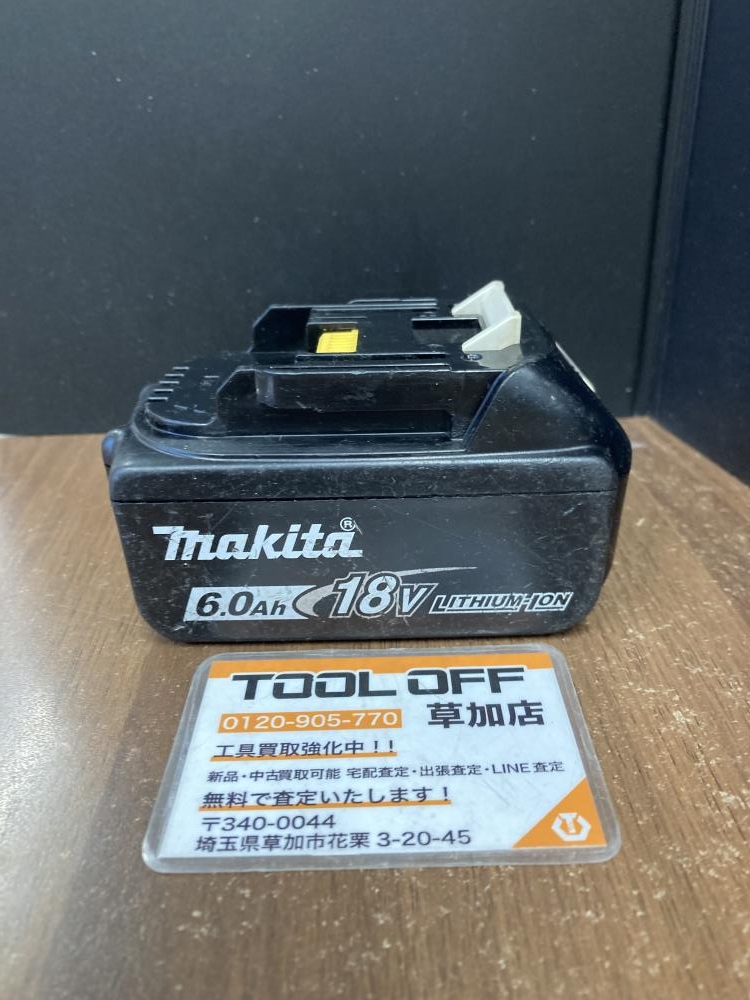 makita®
6.0Ah 18V LITHIUM-ION
TOOL OFF
0120-905-770 草加店
工具買取強化中!!
新品・中古買取可能 宅配査定・出張査定・LINE査定
無料で査定いたします!
〒340-0044
埼玉県草加市花栗 3-20-45